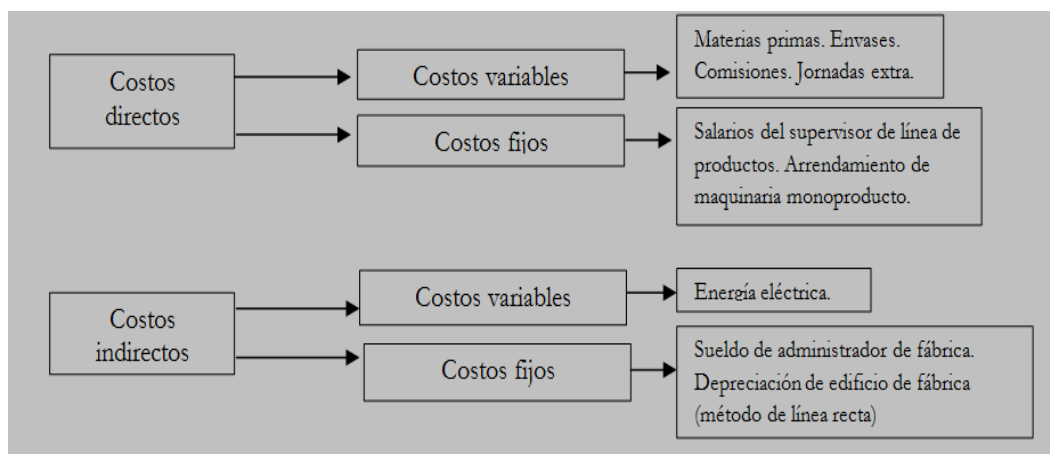 Costos
directos
Costos variables
Materias primas. Envases.
Comisiones. Jornadas extra.
Costos fijos
Salarios del supervisor de línea de
productos. Arrendamiento de
maquinaria monoproducto.
Costos
indirectos
Costos variables
Energía eléctrica.
Costos fijos
Sueldo de administrador de fábrica.
Depreciación de edificio de fábrica
(método de línea recta)